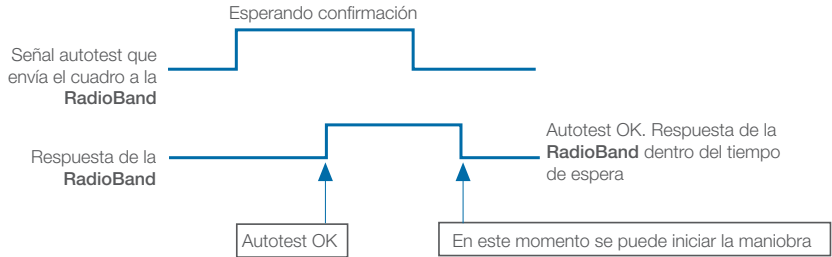 Esperando confirmación
Señal autotest que
envía el cuadro a la
RadioBand
Respuesta de la
RadioBand
Autotest OK. Respuesta de la
RadioBand dentro del tiempo
de espera
Autotest OK
En este momento se puede iniciar la maniobra